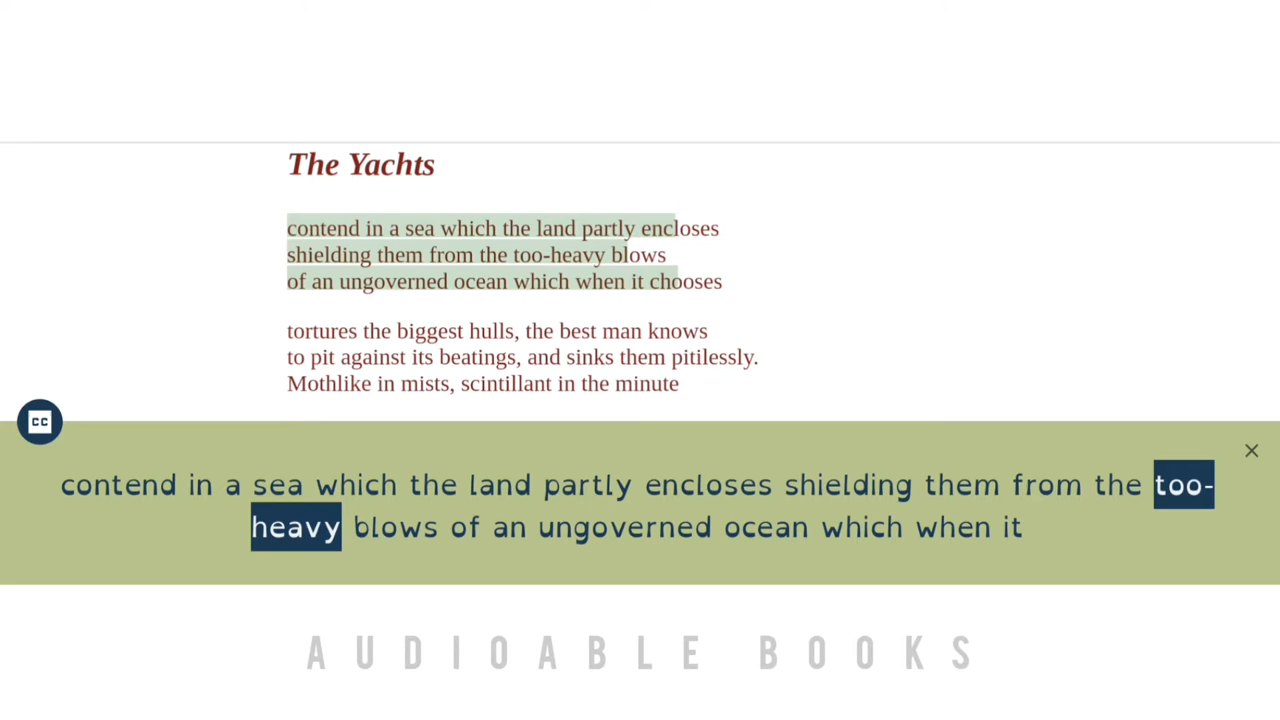 The Yachts
contend in a sea which the land partly encloses
shielding them from the too-heavy blows
of an ungoverned ocean which when it chooses
tortures the biggest hulls, the best man knows
to pit against its beatings, and sinks them pitilessly.
Mothlike in mists, scintillant in the minute
CC
contend in a sea which the land partly encloses shielding them from the too-
heavy blows of an ungoverned ocean which when it
AUDIOABLE BOOKS